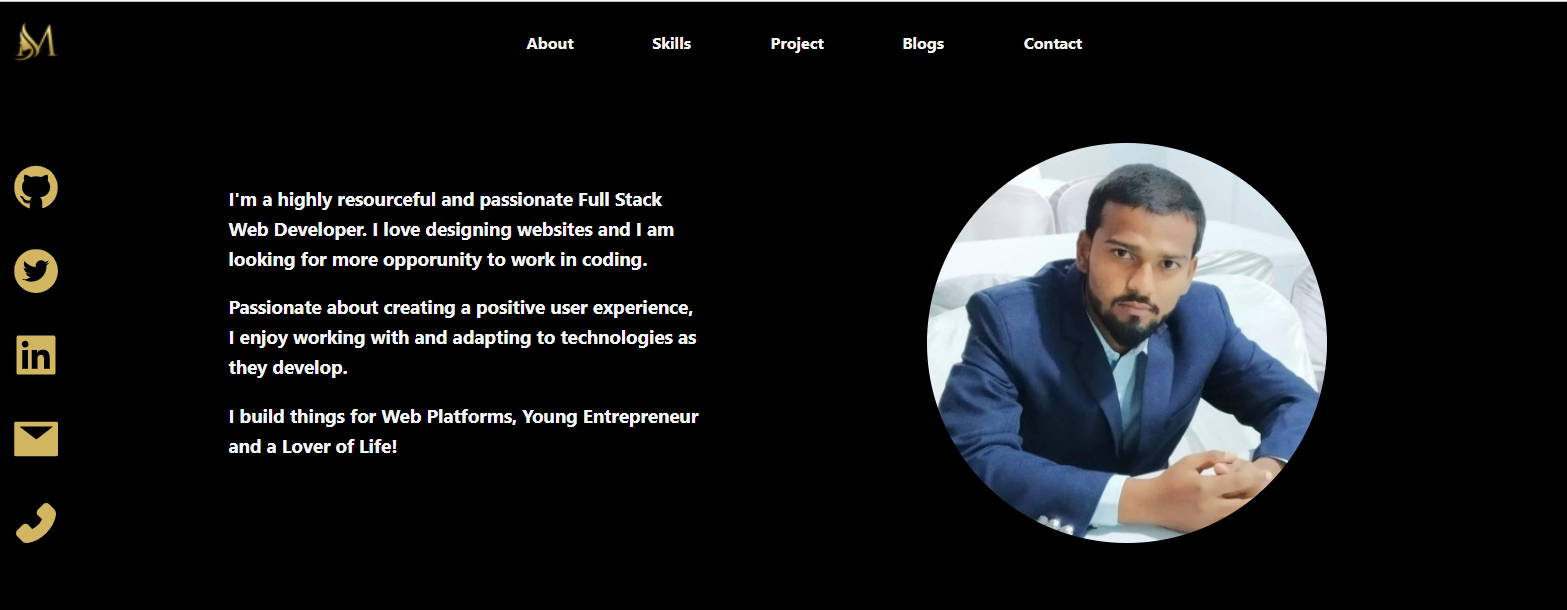 M
About Skills Project Blogs Contact
I'm a highly resourceful and passionate Full Stack
Web Developer. I love designing websites and I am
looking for more opporunity to work in coding.
Passionate about creating a positive user experience,
I enjoy working with and adapting to technologies as
they develop.
I build things for Web Platforms, Young Entrepreneur
and a Lover of Life!
in